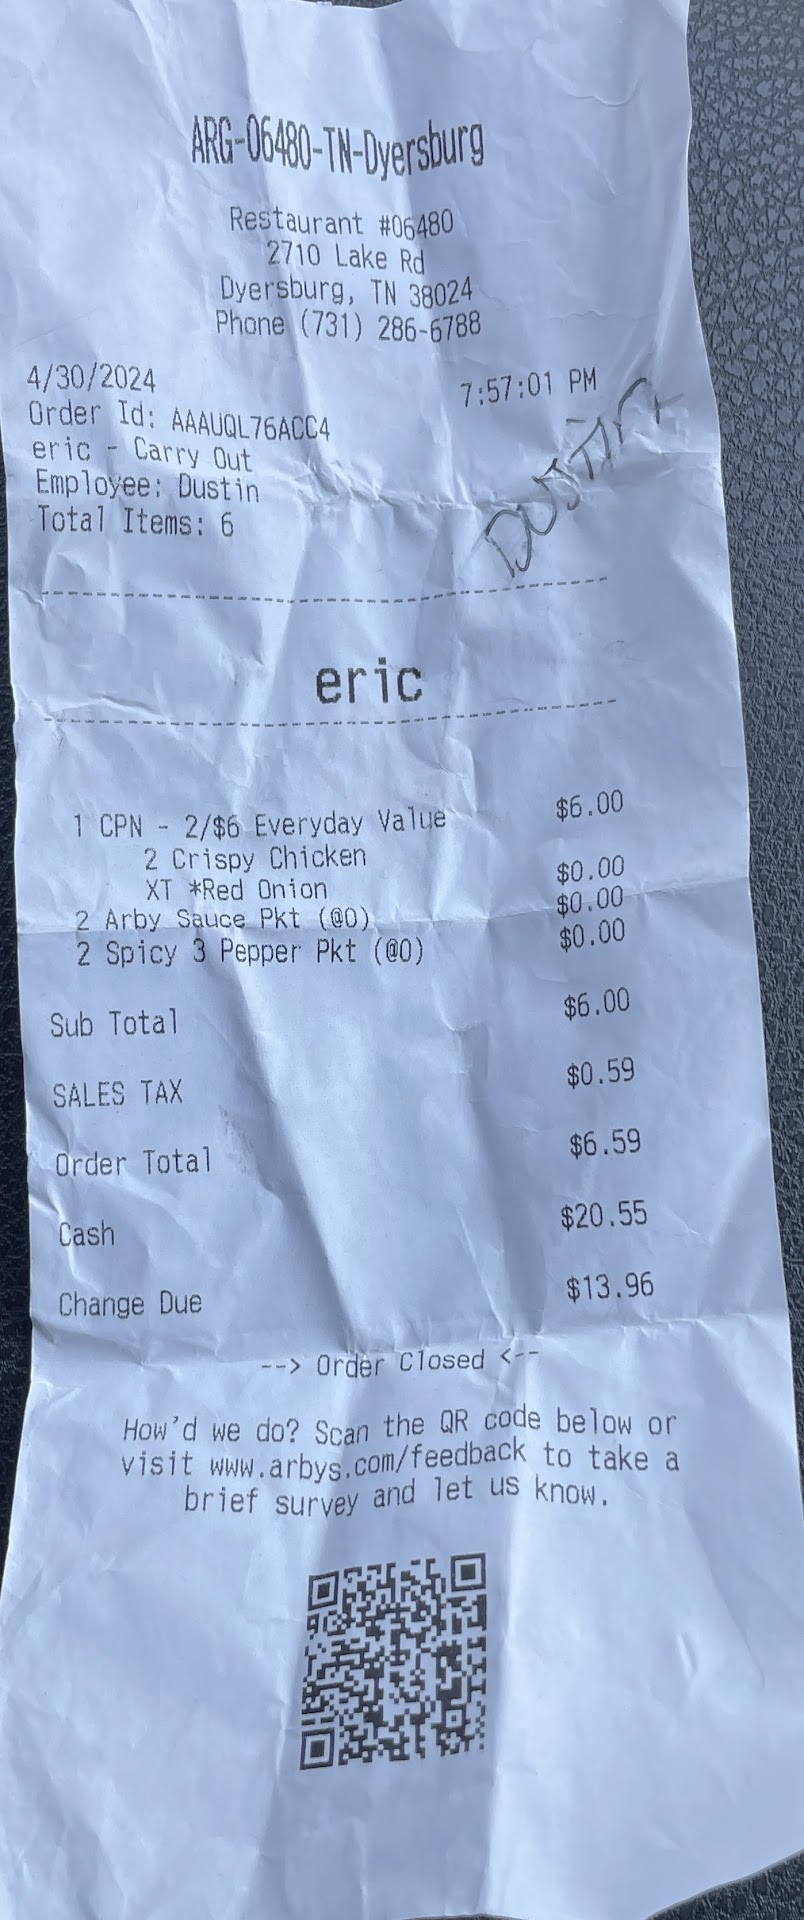 ARG-06480-TN-Dyersburg
Restaurant #06480
2710 Lake Rd
Dyersburg, TN 38024
Phone (731) 286-6788
4/30/2024 7:57:01 PM
Order Id: AAAUQL76ACC4
eric - Carry Out
Employee: Dustin
Total Items: 6
DUSTIN
eric
1 CPN - 2/$6 Everyday Value $6.00
2 Crispy Chicken
XT *Red Onion $0.00
2 Arby Sauce Pkt (@0) $0.00
2 Spicy 3 Pepper Pkt (@0) $0.00
Sub Total $6.00
SALES TAX $0.59
Order Total $6.59
Cash $20.55
Change Due $13.96
--> Order Closed <--
How'd we do? Scan the QR code below or
visit www.arbys.com/feedback to take a
brief survey and let us know.